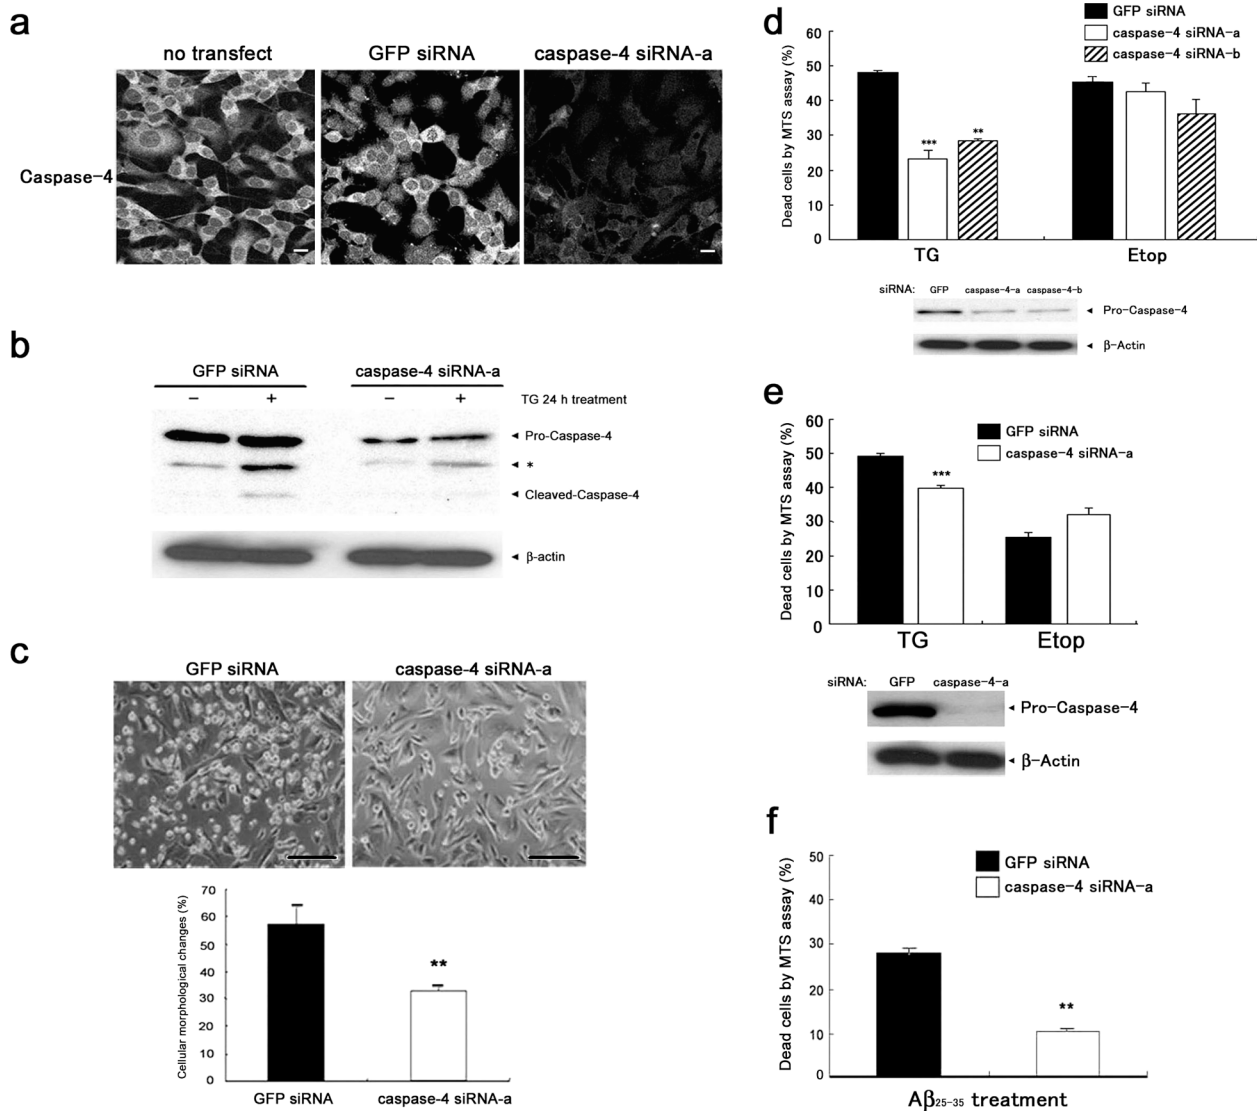 a
no transfect GFP siRNA caspase-4 siRNA-a
Caspase-4
b
GFP siRNA caspase-4 siRNA-a
− + − + TG 24 h treatment
Pro-Caspase-4
*
Cleaved-Caspase-4
β-actin
c
GFP siRNA caspase-4 siRNA-a
Cellular morphological changes (%)
70
60
50
40
30
20
10
0
**
GFP siRNA caspase-4 siRNA-a
d
GFP siRNA
caspase-4 siRNA-a
caspase-4 siRNA-b
Dead cells by MTS assay (%)
60
50
40
30
20
10
0
*** **
TG Etop
siRNA: GFP caspase-4-a caspase-4-b
Pro-Caspase-4
β-Actin
e
GFP siRNA
caspase-4 siRNA-a
Dead cells by MTS assay (%)
60
50
40
30
20
10
0
***
TG Etop
siRNA: GFP caspase-4-a
Pro-Caspase-4
β-Actin
f
GFP siRNA
caspase-4 siRNA-a
Dead cells by MTS assay (%)
50
40
30
20
10
0
**
Aβ25-35 treatment